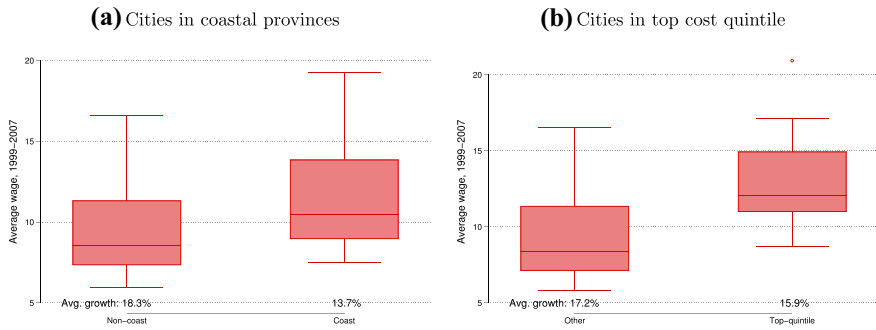 (a) Cities in coastal provinces
20
15
10
5
Average wage, 1999–2007
Avg. growth: 18.3%
13.7%
Non–coast
Coast
(b) Cities in top cost quintile
20
15
10
5
Average wage, 1999–2007
Avg. growth: 17.2%
15.9%
Other
Top–quintile